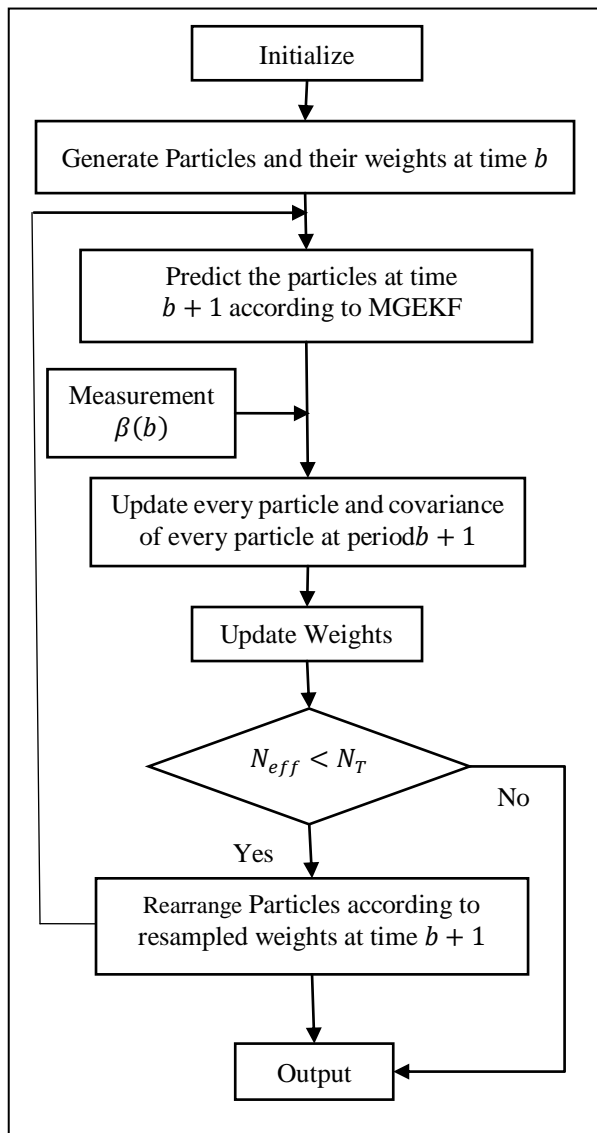 Initialize
Generate Particles and their weights at time 𝑏
Predict the particles at time
𝑏 + 1 according to MGEKF
Measurement
𝛽(𝑏)
Update every particle and covariance
of every particle at period𝑏 + 1
Update Weights
𝑁𝑒𝑓𝑓 < 𝑁𝑇
No
Yes
Rearrange Particles according to
resampled weights at time 𝑏 + 1
Output